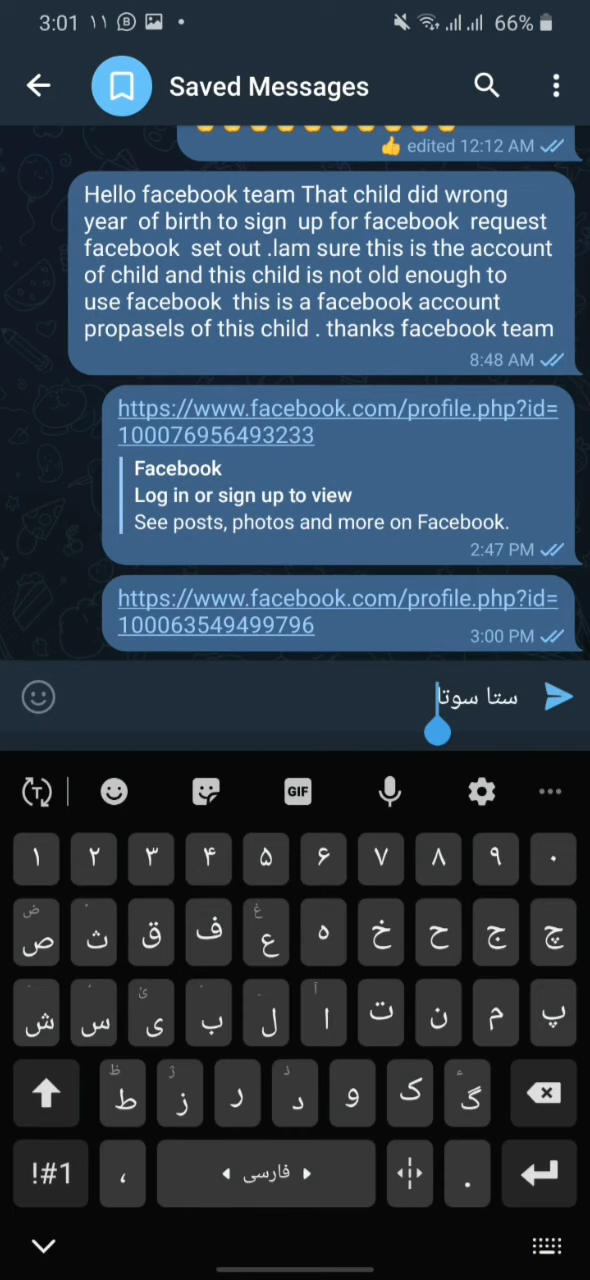 3:01 ۱۱ B 66%
Saved Messages
👍 edited 12:12 AM
Hello facebook team That child did wrong
year of birth to sign up for facebook request
facebook set out .Iam sure this is the account
of child and this child is not old enough to
use facebook this is a facebook account
propasels of this child . thanks facebook team
8:48 AM
https://www.facebook.com/profile.php?id=
100076956493233
Facebook
Log in or sign up to view
See posts, photos and more on Facebook.
2:47 PM
https://www.facebook.com/profile.php?id=
100063549499796
3:00 PM
ستا سوتا
T GIF
۱ ۲ ۳ ۴ ۵ ۶ ۷ ۸ ۹ ۰
ض غ
ص ث ق ف ع ه خ ح ج چ
ئ آ
ش س ی ب ل ا ت ن م پ
ظ ژ ذ ء
ط ز ر د و ک گ
!#1 ، فارسی .